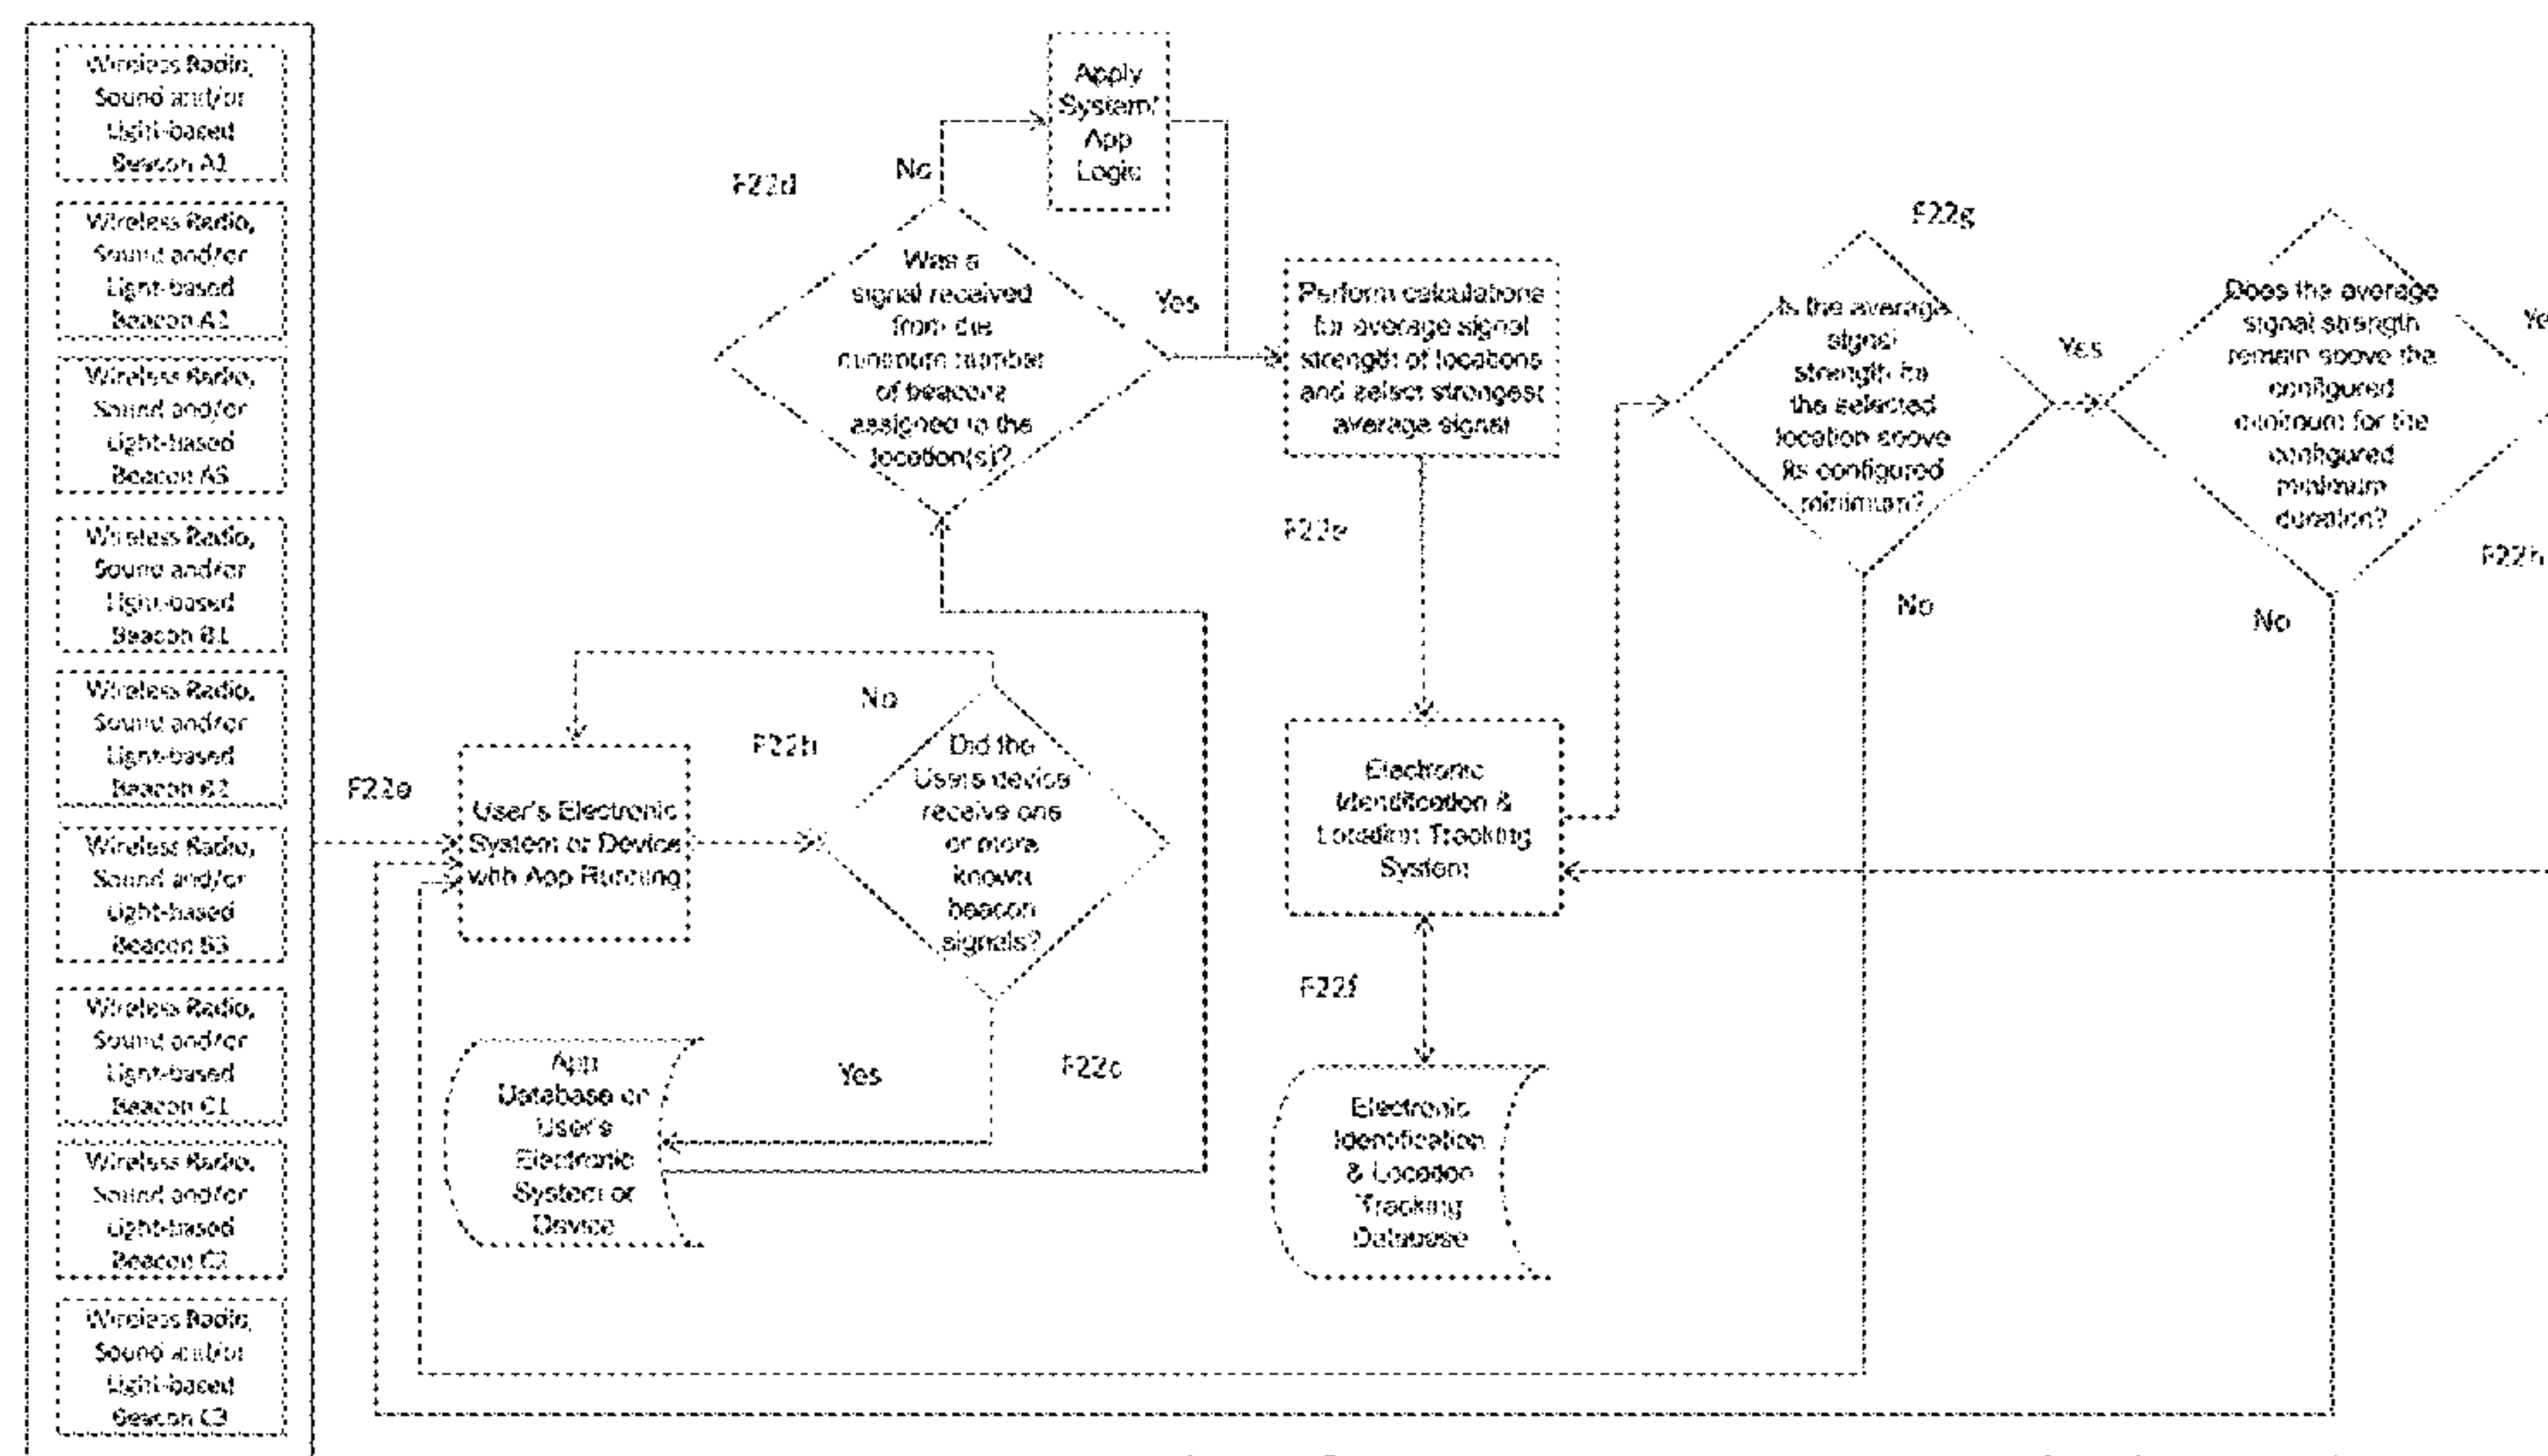 Wireless Radio,
Sound and/or
Light-based
Beacon A1
Wireless Radio,
Sound and/or
Light-based
Beacon
Wireless Radio,
Sound and/or
Light-based
Beacon
Wireless Radio,
Sound and/or
Light-based
Beacon B1
Wireless Radio,
Sound and/or
Light-based
Beacon B2
Wireless Radio,
Sound and/or
Light-based
Beacon B3
Wireless Radio,
Sound and/or
Light-based
Beacon C1
Wireless Radio,
Sound and/or
Light-based
Beacon C2
Wireless Radio,
Sound and/or
Light-based
Beacon C3
F22a
User's Electronic
System or Device
with App Running
F22b
No
Did the
Users device
receive one
or more
known
beacon
signals?
Yes
F22c
App
Database on
User's
Electronic
System or
Device
F22d
No
Was a
signal received
from the
minimum number
of beacons
assigned to the
location(s)?
Apply
System/
App
Logic
Yes
Perform calculations
for average signal
strength of locations
and select strongest
average signal
F22e
Electronic
Identification &
Location Tracking
System
F22f
Electronic
Identification
& Location
Tracking
Database
F22g
Is the average
signal
strength for
the selected
location above
its configured
minimum?
Yes
No
Does the average
signal strength
remain above the
configured
minimum for the
configured
minimum
duration?
Ye
F22h
No